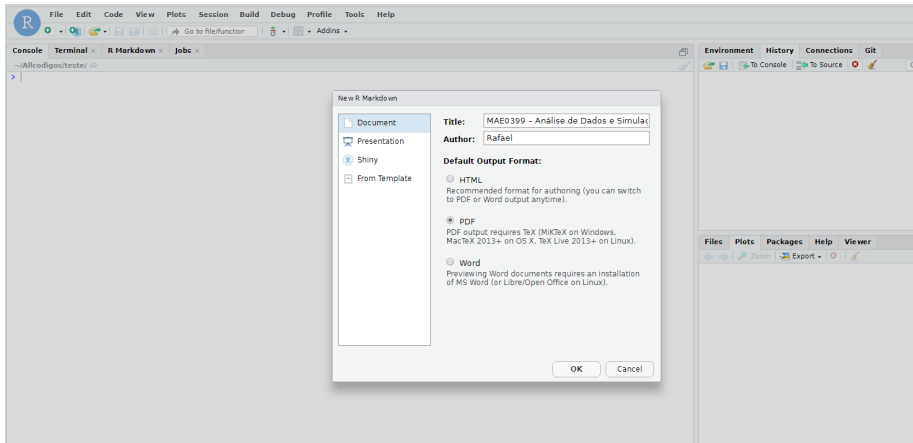 R
File Edit Code View Plots Session Build Debug Profile Tools Help
Go to file/function Addins
Console Terminal R Markdown Jobs
~/Allcodigos/teste/
>
Environment History Connections Git
To Console To Source
New R Markdown
Document
Presentation
Shiny
From Template
Title: MAE0399 – Análise de Dados e Simulaç
Author: Rafael
Default Output Format:
HTML
Recommended format for authoring (you can switch
to PDF or Word output anytime).
PDF
PDF output requires TeX (MiKTeX on Windows,
MacTeX 2013+ on OS X, TeX Live 2013+ on Linux).
Word
Previewing Word documents requires an installation
of MS Word (or Libre/Open Office on Linux).
OK Cancel
Files Plots Packages Help Viewer
Zoom Export